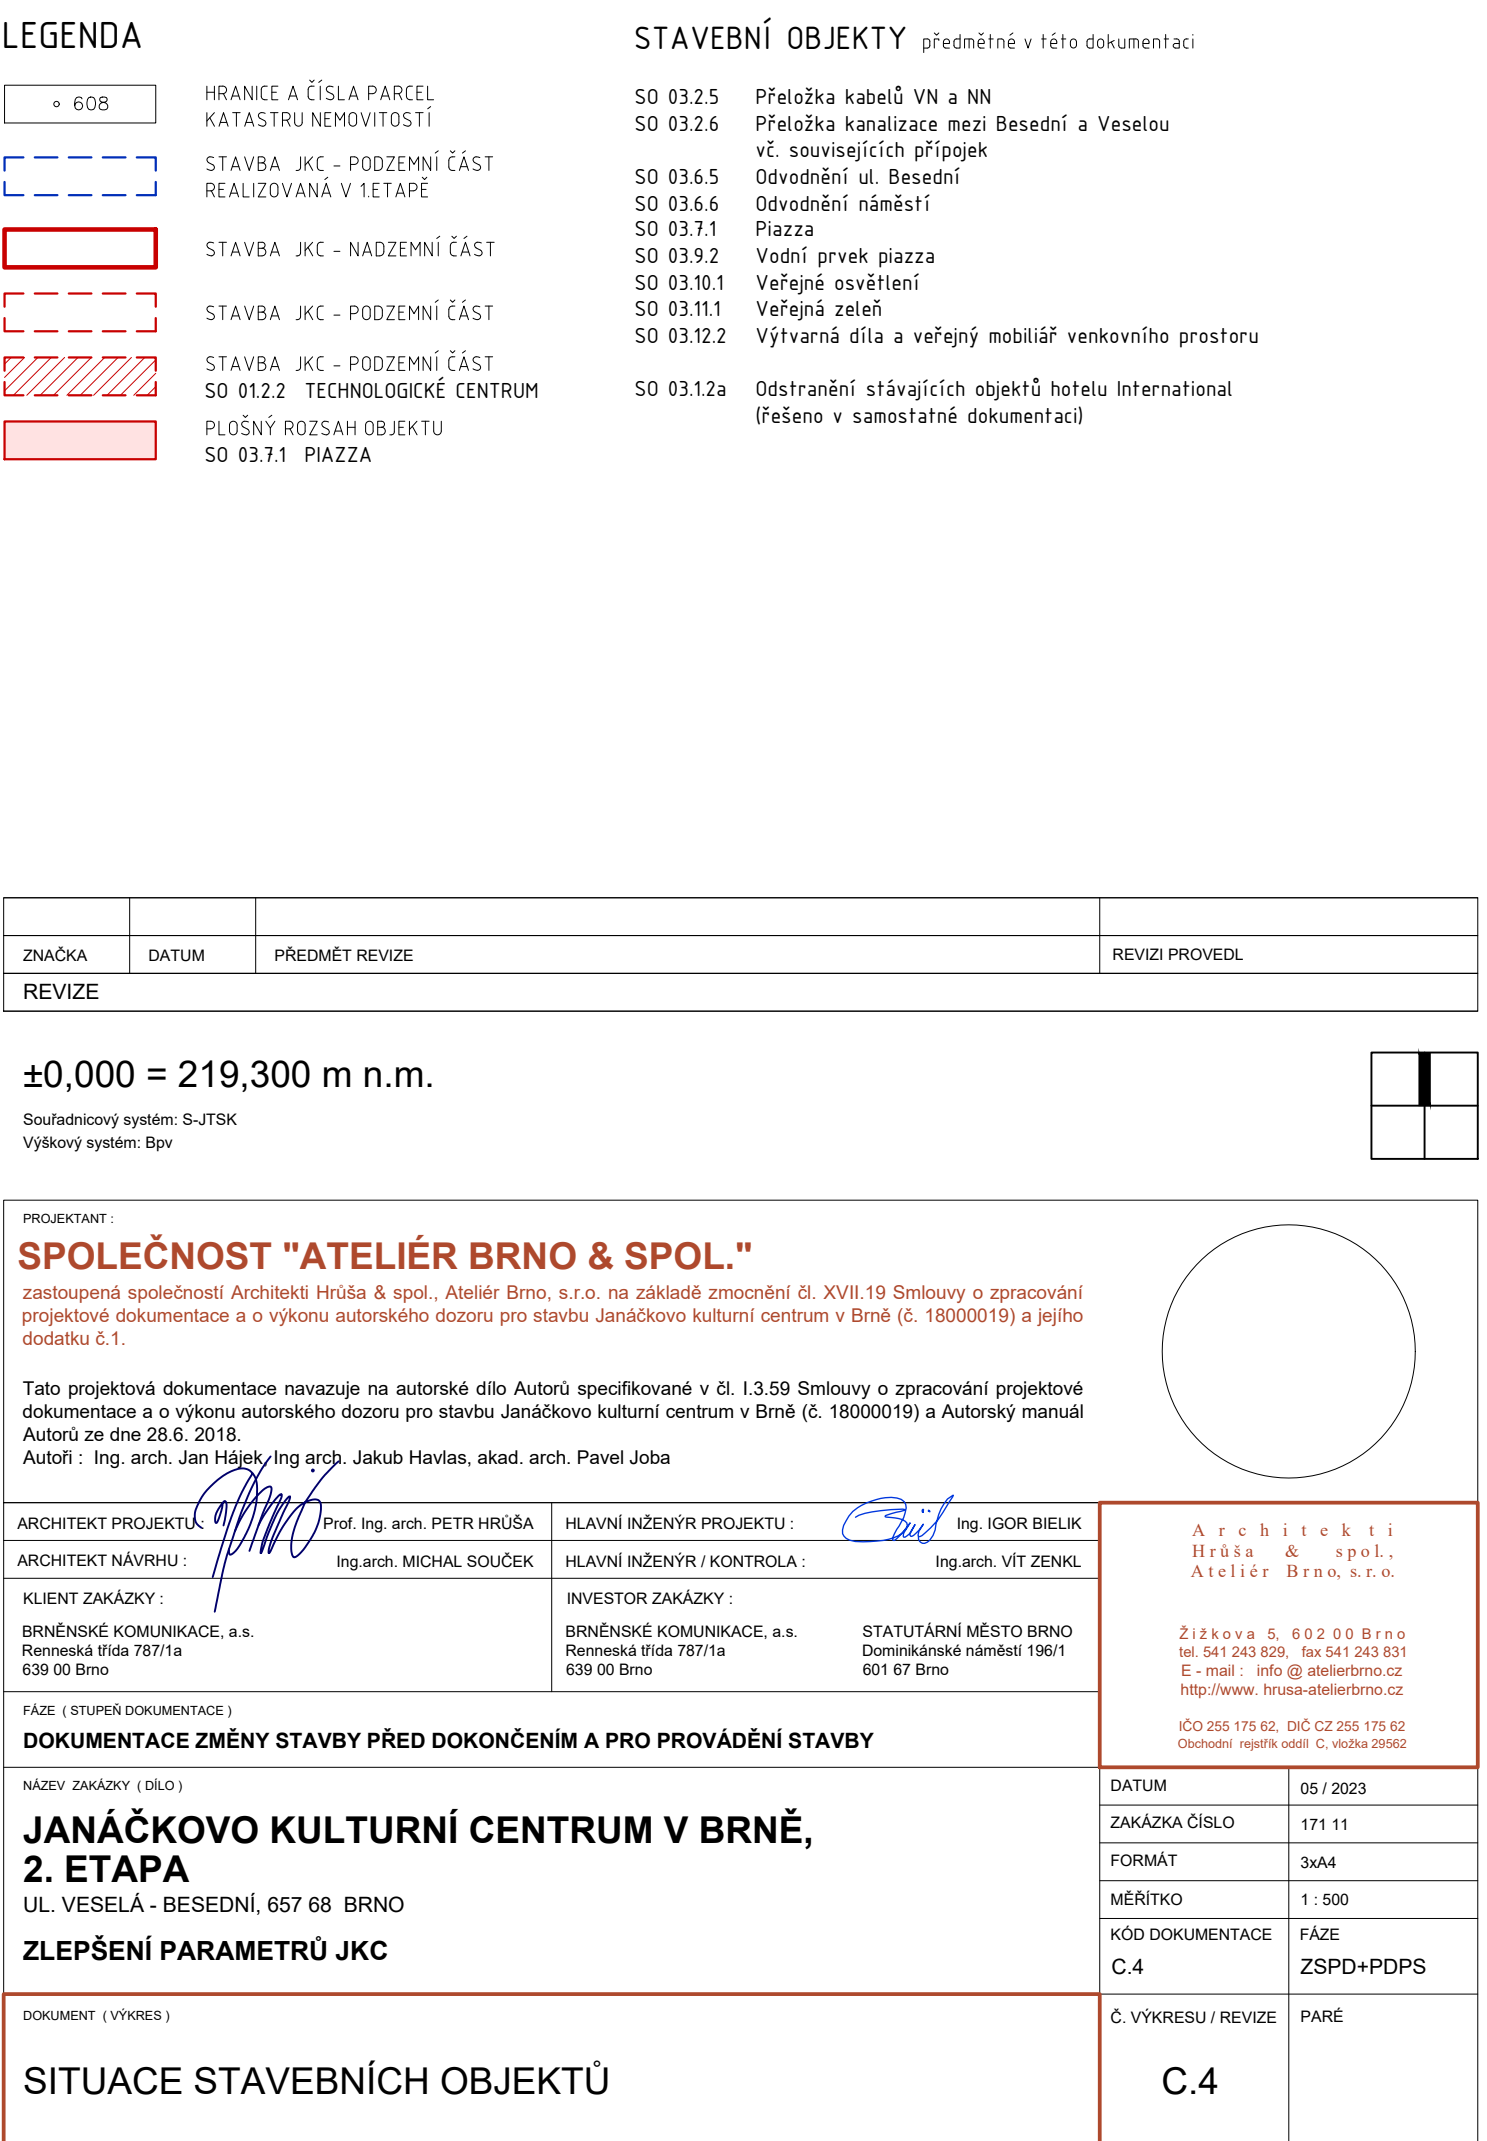 LEGENDA
608
HRANICE A ČÍSLA PARCEL
KATASTRU NEMOVITOSTÍ
STAVBA JKC - PODZEMNÍ ČÁST
REALIZOVANÁ V 1.ETAPĚ
STAVBA JKC - NADZEMNÍ ČÁST
STAVBA JKC - PODZEMNÍ ČÁST
STAVBA JKC - PODZEMNÍ ČÁST
SO 01.2.2 TECHNOLOGICKÉ CENTRUM
PLOŠNÝ ROZSAH OBJEKTU
SO 03.7.1 PIAZZA
STAVEBNÍ OBJEKTY předmětné v této dokumentaci
SO 03.2.5 Přeložka kabelů VN a NN
SO 03.2.6 Přeložka kanalizace mezi Besední a Veselou
vč. souvisejících přípojek
SO 03.6.5 Odvodnění ul. Besední
SO 03.6.6 Odvodnění náměstí
SO 03.7.1 Piazza
SO 03.9.2 Vodní prvek piazza
SO 03.10.1 Veřejné osvětlení
SO 03.11.1 Veřejná zeleň
SO 03.12.2 Výtvarná díla a veřejný mobiliář venkovního prostoru
SO 03.1.2a Odstranění stávajících objektů hotelu International
(řešeno v samostatné dokumentaci)
ZNAČKA DATUM PŘEDMĚT REVIZE REVIZI PROVEDL
REVIZE
±0,000 = 219,300 m n.m.
Souřadnicový systém: S-JTSK
Výškový systém: Bpv
PROJEKTANT :
SPOLEČNOST "ATELIÉR BRNO & SPOL."
zastoupená společností Architekti Hrůša & spol., Ateliér Brno, s.r.o. na základě zmocnění čl. XVII.19 Smlouvy o zpracování
projektové dokumentace a o výkonu autorského dozoru pro stavbu Janáčkovo kulturní centrum v Brně (č. 18000019) a jejího
dodatku č.1.
Tato projektová dokumentace navazuje na autorské dílo Autorů specifikované v čl. I.3.59 Smlouvy o zpracování projektové
dokumentace a o výkonu autorského dozoru pro stavbu Janáčkovo kulturní centrum v Brně (č. 18000019) a Autorský manuál
Autorů ze dne 28.6. 2018.
Autoři : Ing. arch. Jan Hájek, Ing arch. Jakub Havlas, akad. arch. Pavel Joba
ARCHITEKT PROJEKTU : Prof. Ing. arch. PETR HRŮŠA
HLAVNÍ INŽENÝR PROJEKTU : Ing. IGOR BIELIK
ARCHITEKT NÁVRHU : Ing.arch. MICHAL SOUČEK
HLAVNÍ INŽENÝR / KONTROLA : Ing.arch. VÍT ZENKL
KLIENT ZAKÁZKY :
BRNĚNSKÉ KOMUNIKACE, a.s.
Renneská třída 787/1a
639 00 Brno
INVESTOR ZAKÁZKY :
BRNĚNSKÉ KOMUNIKACE, a.s.
Renneská třída 787/1a
639 00 Brno
STATUTÁRNÍ MĚSTO BRNO
Dominikánské náměstí 196/1
601 67 Brno
Architekti
Hrůša & spol.,
Ateliér Brno, s.r.o.
Žižkova 5, 602 00 Brno
tel. 541 243 829, fax 541 243 831
E - mail : info @ atelierbrno.cz
http://www. hrusa-atelierbrno.cz
IČO 255 175 62, DIČ CZ 255 175 62
Obchodní rejstřík oddíl C, vložka 29562
FÁZE ( STUPEŇ DOKUMENTACE )
DOKUMENTACE ZMĚNY STAVBY PŘED DOKONČENÍM A PRO PROVÁDĚNÍ STAVBY
NÁZEV ZAKÁZKY ( DÍLO )
JANÁČKOVO KULTURNÍ CENTRUM V BRNĚ,
2. ETAPA
UL. VESELÁ - BESEDNÍ, 657 68 BRNO
ZLEPŠENÍ PARAMETRŮ JKC
DATUM 05 / 2023
ZAKÁZKA ČÍSLO 171 11
FORMÁT 3xA4
MĚŘÍTKO 1 : 500
KÓD DOKUMENTACE FÁZE
C.4 ZSPD+PDPS
DOKUMENT ( VÝKRES )
SITUACE STAVEBNÍCH OBJEKTŮ
Č. VÝKRESU / REVIZE PARÉ
C.4